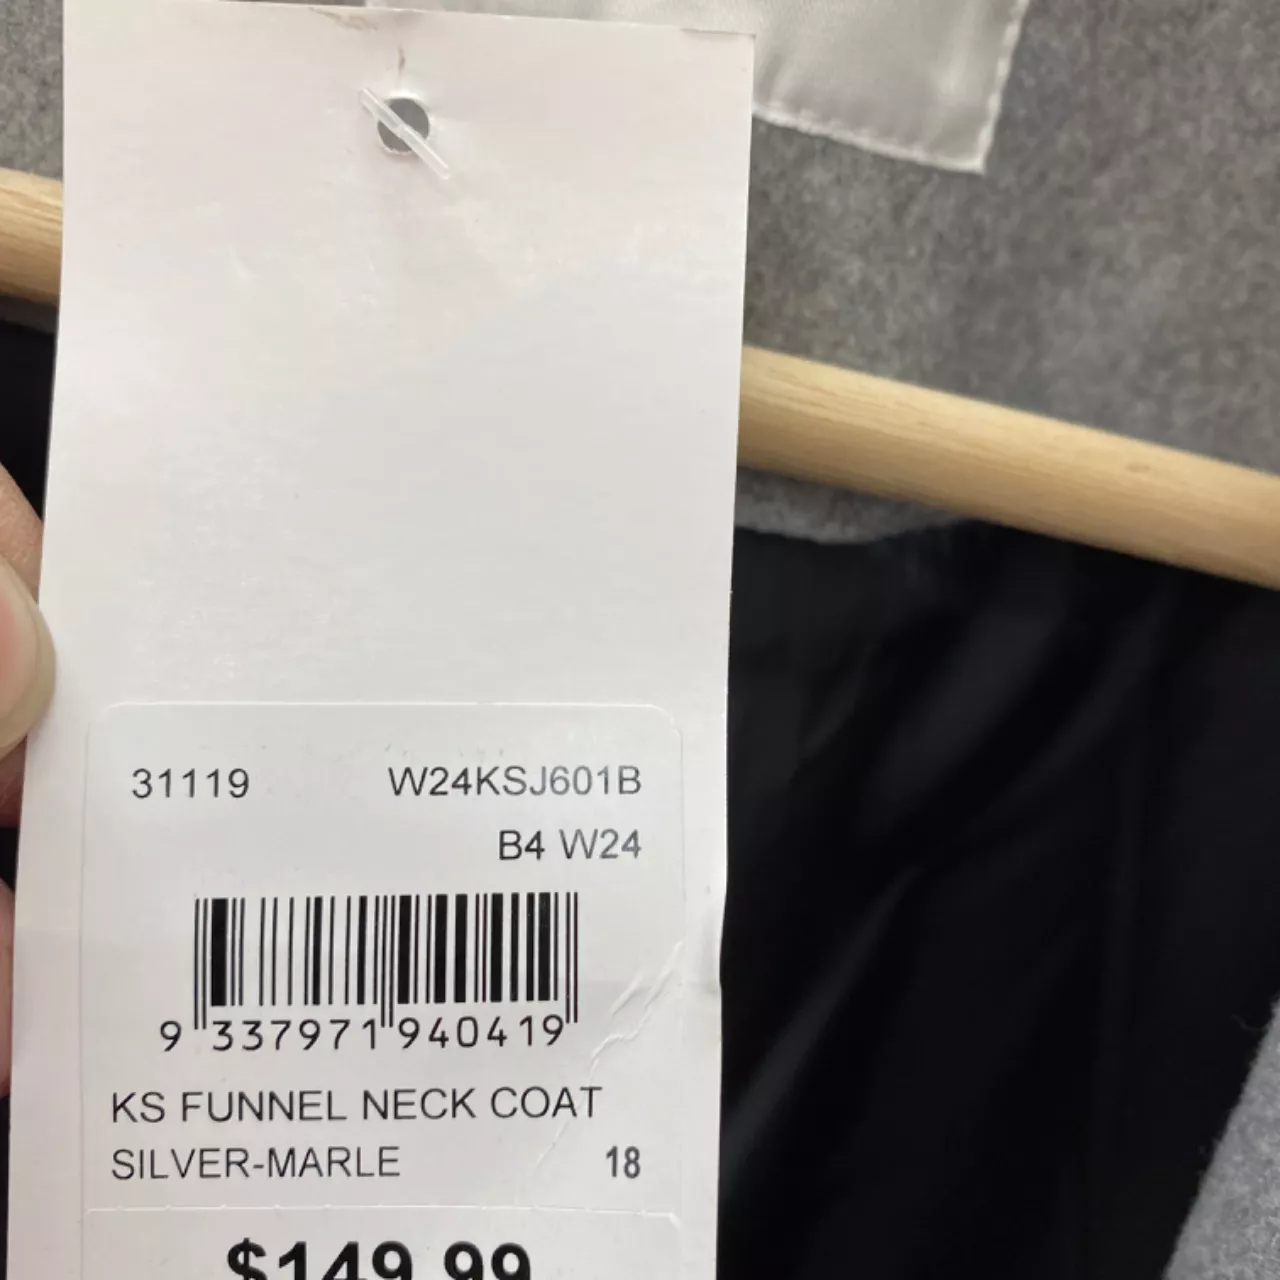 31119 W24KSJ601B
B4 W24
9 337971 940419
KS FUNNEL NECK COAT
SILVER-MARLE 18
$149.99